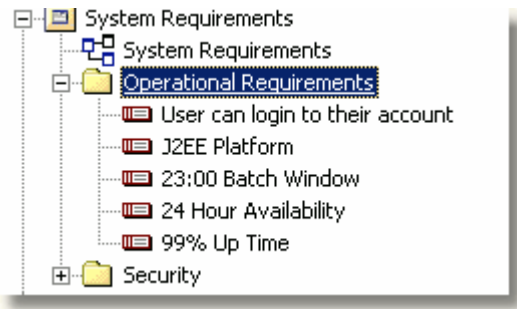 System Requirements
System Requirements
Operational Requirements
User can login to their account
J2EE Platform
23:00 Batch Window
24 Hour Availability
99% Up Time
Security